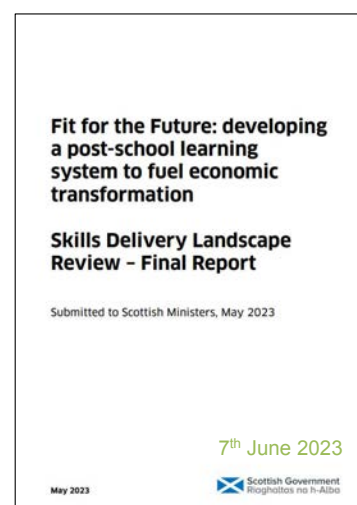 Fit for the Future: developing
a post-school learning
system to fuel economic
transformation
Skills Delivery Landscape
Review – Final Report
Submitted to Scottish Ministers, May 2023
7th June 2023
May 2023
Scottish Government
Riaghaltas na h-Alba